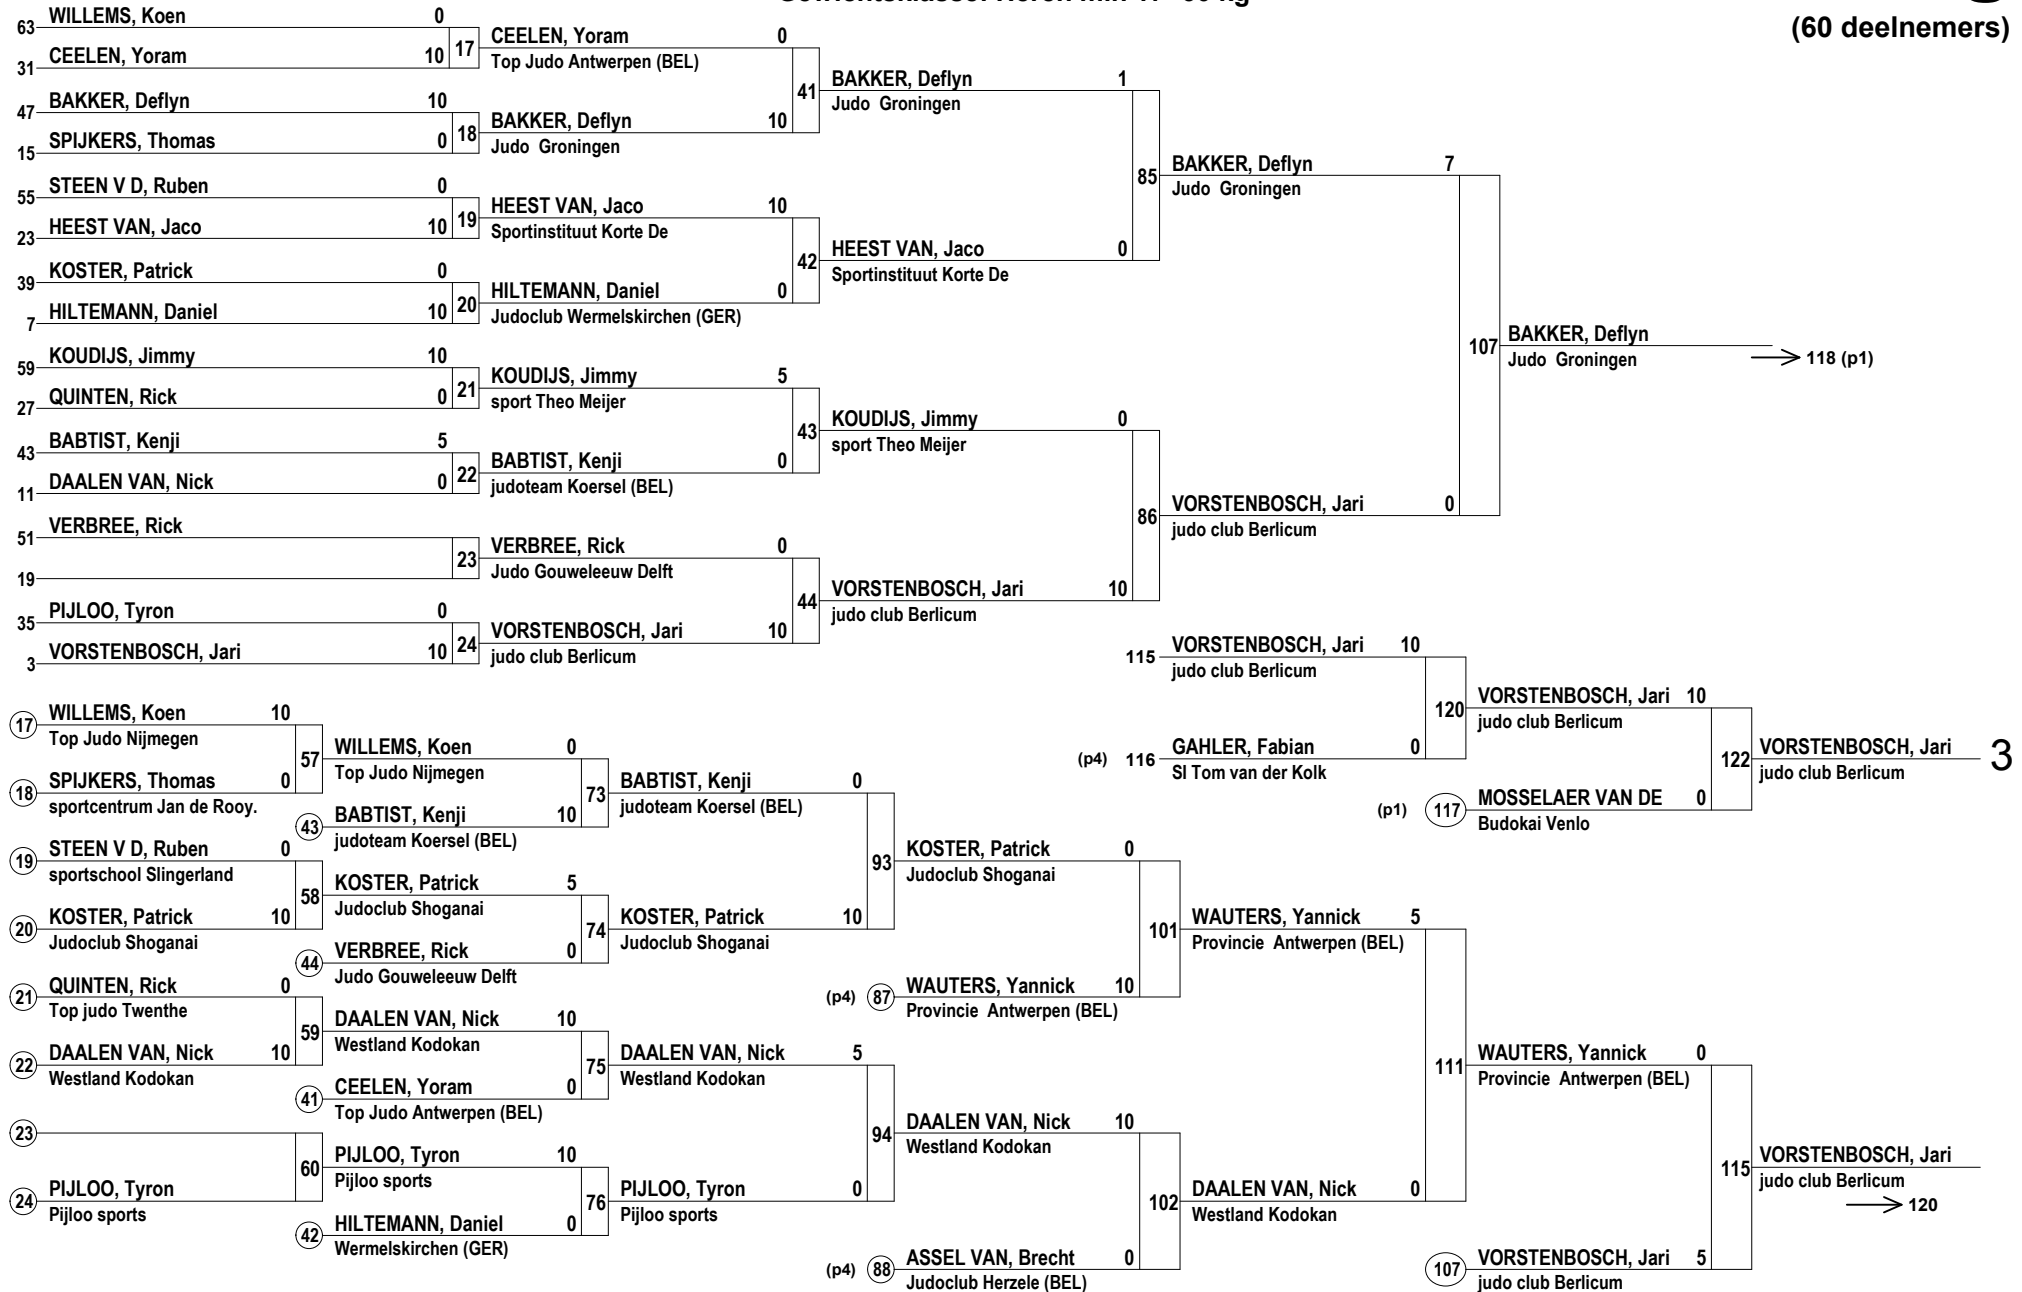 (60 deelnemers)
63 WILLEMS, Koen 0
31 CEELEN, Yoram 10
17
CEELEN, Yoram 0
Top Judo Antwerpen (BEL)
47 BAKKER, Deflyn 10
15 SPIJKERS, Thomas 0
18
BAKKER, Deflyn 10
Judo Groningen
41
BAKKER, Deflyn 1
Judo Groningen
55 STEEN V D, Ruben 0
23 HEEST VAN, Jaco 10
19
HEEST VAN, Jaco 10
Sportinstituut Korte De
39 KOSTER, Patrick 0
7 HILTEMANN, Daniel 10
20
HILTEMANN, Daniel 0
Judoclub Wermelskirchen (GER)
42
HEEST VAN, Jaco 0
Sportinstituut Korte De
85
BAKKER, Deflyn 7
Judo Groningen
59 KOUDIJS, Jimmy 10
27 QUINTEN, Rick 0
21
KOUDIJS, Jimmy 5
sport Theo Meijer
43 BABTIST, Kenji 5
11 DAALEN VAN, Nick 0
22
BABTIST, Kenji 0
judoteam Koersel (BEL)
43
KOUDIJS, Jimmy 0
sport Theo Meijer
51 VERBREE, Rick
19
23
VERBREE, Rick 0
Judo Gouweleeuw Delft
35 PIJLOO, Tyron 0
3 VORSTENBOSCH, Jari 10
24
VORSTENBOSCH, Jari 10
judo club Berlicum
44
VORSTENBOSCH, Jari 10
judo club Berlicum
86
VORSTENBOSCH, Jari 0
judo club Berlicum
107
BAKKER, Deflyn
Judo Groningen
118 (p1)
115 VORSTENBOSCH, Jari 10
judo club Berlicum
(p4) 116 GAHLER, Fabian 0
SI Tom van der Kolk
120
VORSTENBOSCH, Jari 10
judo club Berlicum
(p1) 117 MOSSELAER VAN DE 0
Budokai Venlo
122
VORSTENBOSCH, Jari 3
judo club Berlicum
17 WILLEMS, Koen 10
Top Judo Nijmegen
18 SPIJKERS, Thomas 0
sportcentrum Jan de Rooy.
57
WILLEMS, Koen 0
Top Judo Nijmegen
43 BABTIST, Kenji 10
judoteam Koersel (BEL)
73
BABTIST, Kenji 0
judoteam Koersel (BEL)
19 STEEN V D, Ruben 0
sportschool Slingerland
20 KOSTER, Patrick 10
Judoclub Shoganai
58
KOSTER, Patrick 5
Judoclub Shoganai
44 VERBREE, Rick 0
Judo Gouweleeuw Delft
74
KOSTER, Patrick 10
Judoclub Shoganai
93
KOSTER, Patrick 0
Judoclub Shoganai
(p4) 87 WAUTERS, Yannick 10
Provincie Antwerpen (BEL)
101
WAUTERS, Yannick 5
Provincie Antwerpen (BEL)
21 QUINTEN, Rick 0
Top judo Twenthe
22 DAALEN VAN, Nick 10
Westland Kodokan
59
DAALEN VAN, Nick 10
Westland Kodokan
41 CEELEN, Yoram 0
Top Judo Antwerpen (BEL)
75
DAALEN VAN, Nick 5
Westland Kodokan
23
24 PIJLOO, Tyron
Pijloo sports
60
PIJLOO, Tyron 10
Pijloo sports
42 HILTEMANN, Daniel 0
Wermelskirchen (GER)
76
PIJLOO, Tyron 0
Pijloo sports
94
DAALEN VAN, Nick 10
Westland Kodokan
(p4) 88 ASSEL VAN, Brecht 0
Judoclub Herzele (BEL)
102
DAALEN VAN, Nick 0
Westland Kodokan
111
WAUTERS, Yannick 0
Provincie Antwerpen (BEL)
107 VORSTENBOSCH, Jari 5
judo club Berlicum
115
VORSTENBOSCH, Jari
judo club Berlicum
120